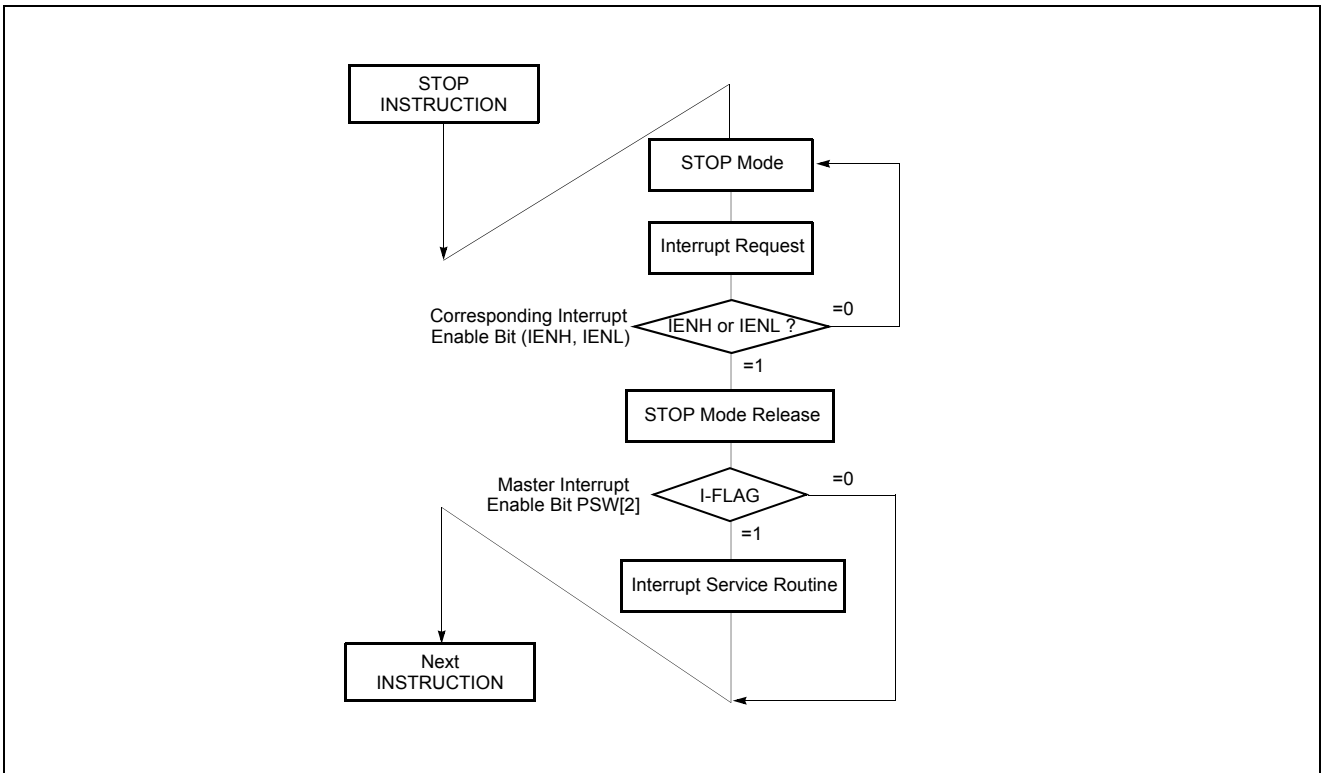 STOP
INSTRUCTION
STOP Mode
Interrupt Request
Corresponding Interrupt
Enable Bit (IENH, IENL)
IENH or IENL ?
=0
=1
STOP Mode Release
Master Interrupt
Enable Bit PSW[2]
I-FLAG
=0
=1
Interrupt Service Routine
Next
INSTRUCTION